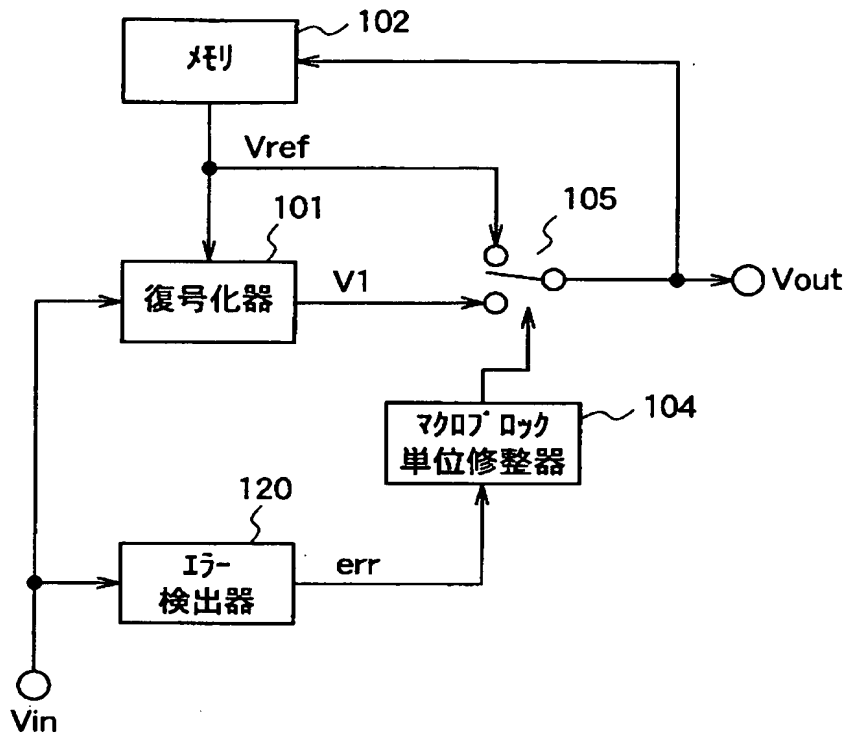 102
ﾒﾓﾘ
Vref
101
105
復号化器
V1
Vout
ﾏｸﾛﾌﾞﾛｯｸ
単位修整器
104
120
ｴﾗｰ
検出器
err
Vin